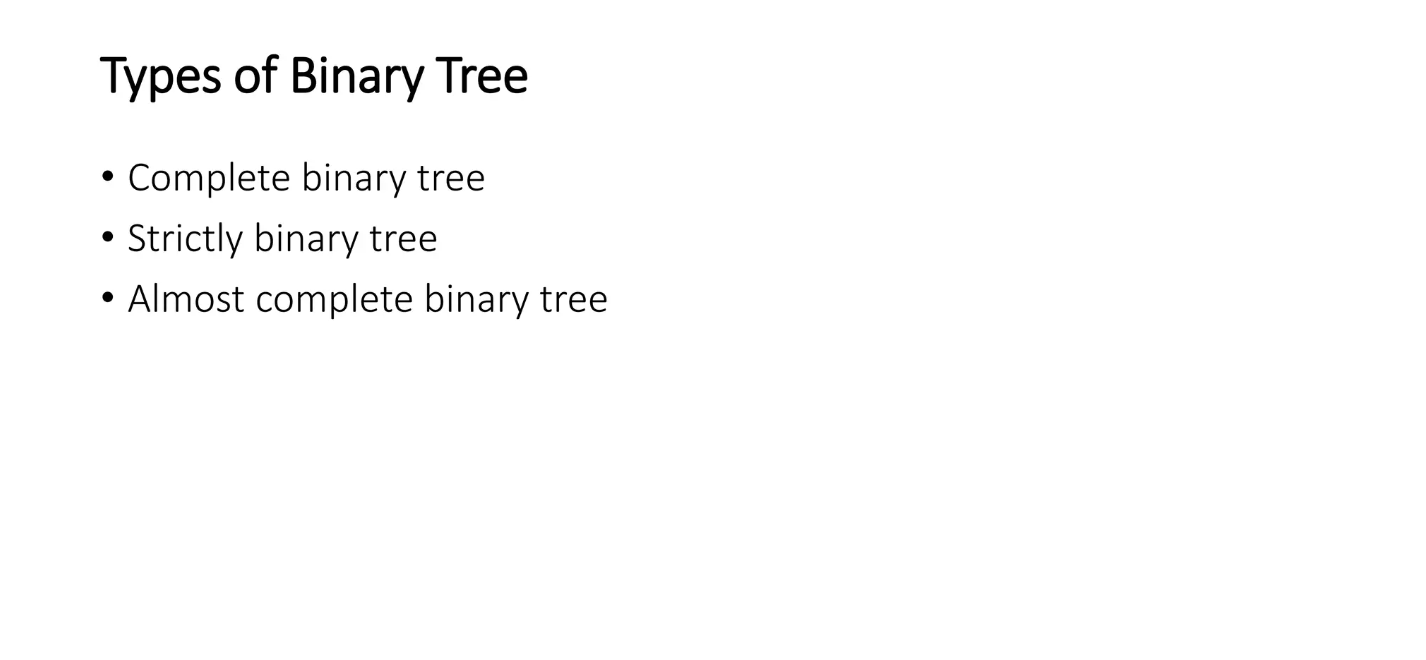 Types of Binary Tree
• Complete binary tree
• Strictly binary tree
• Almost complete binary tree